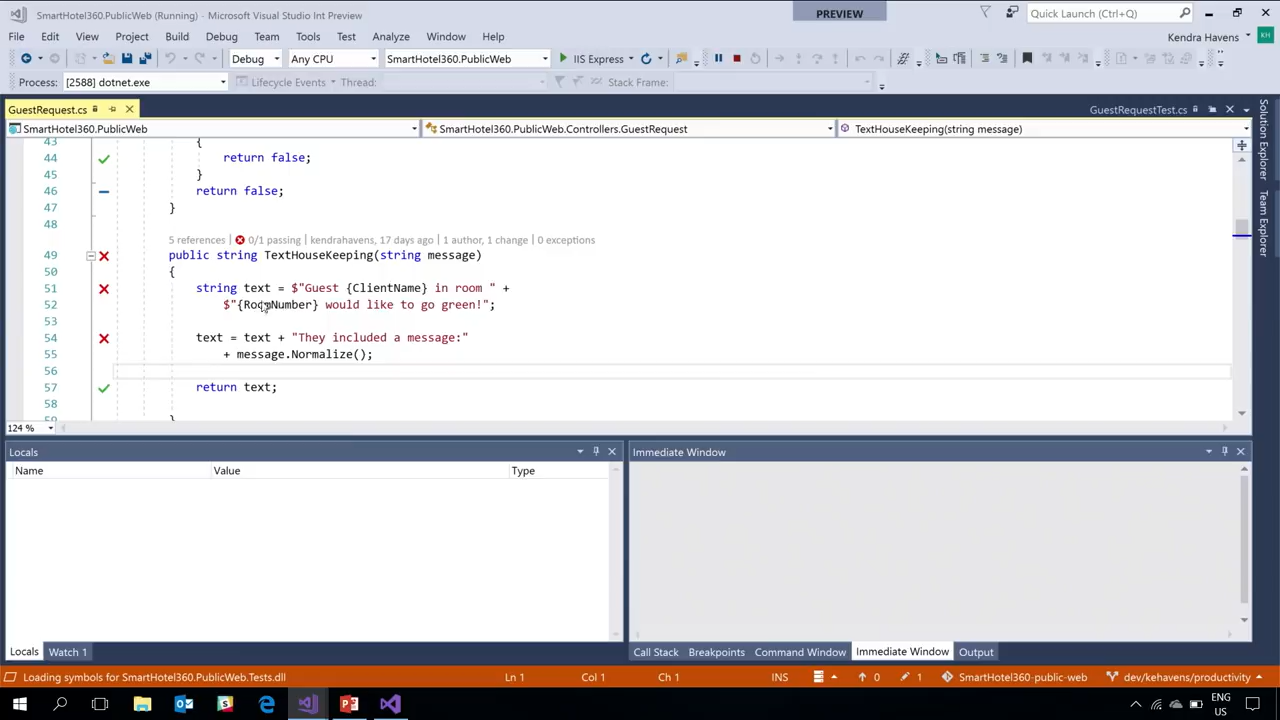 SmartHotel360.PublicWeb (Running) - Microsoft Visual Studio Int Preview
PREVIEW
Quick Launch (Ctrl+Q)
File Edit View Project Build Debug Team Tools Test Analyze Window Help
Kendra Havens KH
Debug Any CPU SmartHotel360.PublicWeb IIS Express
Process: [2588] dotnet.exe Lifecycle Events Thread: Stack Frame:
GuestRequest.cs GuestRequestTest.cs
SmartHotel360.PublicWeb SmartHotel360.PublicWeb.Controllers.GuestRequest TextHouseKeeping(string message)
Solution Explorer
Team Explorer
43 {
44 return false;
45 }
46 return false;
47 }
48
5 references | 0/1 passing | kendrahavens, 17 days ago | 1 author, 1 change | 0 exceptions
49 public string TextHouseKeeping(string message)
50 {
51 string text = $"Guest {ClientName} in room " +
52 $"{RoomNumber} would like to go green!";
54 text = text + "They included a message:"
55 + message.Normalize();
56
57 return text;
58
59 }
124 %
Locals
Name Value Type
Immediate Window
Locals Watch 1
Call Stack Breakpoints Command Window Immediate Window Output
Loading symbols for SmartHotel360.PublicWeb.Tests.dll Ln 1 Col 1 Ch 1 INS 0 1 SmartHotel360-public-web dev/kehavens/productivity
ENG
US